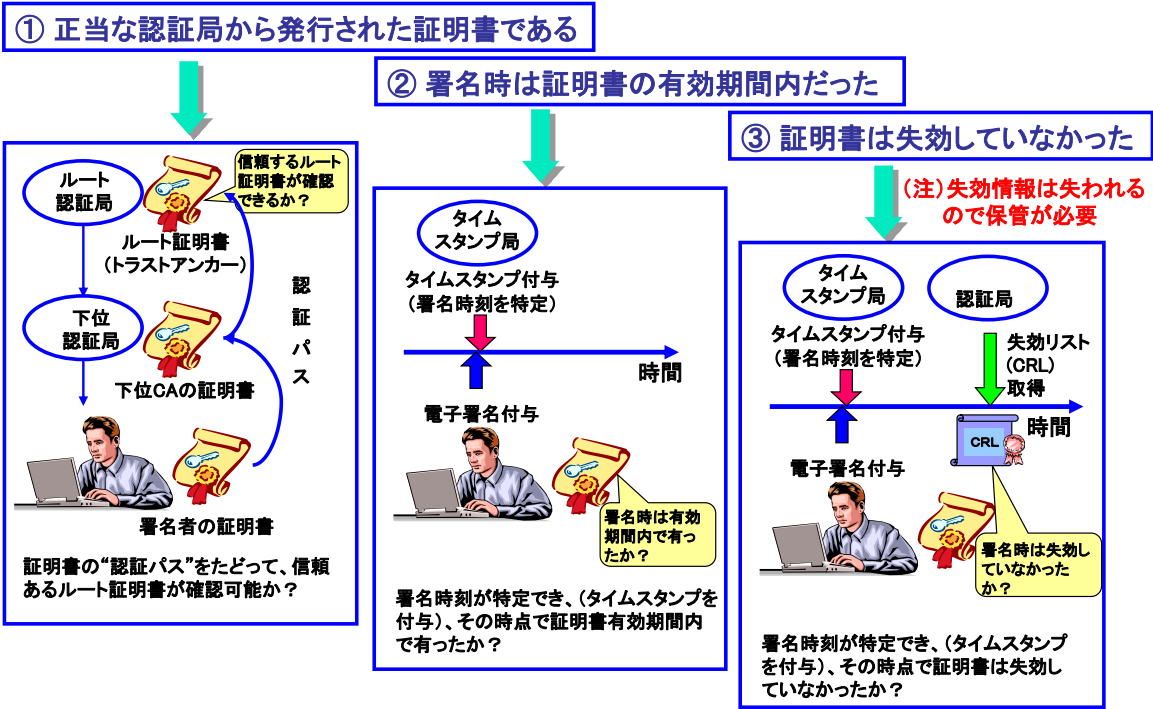 ① 正当な認証局から発行された証明書である
ルート
認証局
信頼するルート
証明書が確認
できるか？
ルート証明書
（トラストアンカー）
認証パス
下位
認証局
下位CAの証明書
署名者の証明書
証明書の“認証パス”をたどって、信頼
あるルート証明書が確認可能か？
② 署名時は証明書の有効期間内だった
タイム
スタンプ局
タイムスタンプ付与
（署名時刻を特定）
時間
電子署名付与
署名時は有効
期間内で有っ
たか？
署名時刻が特定でき、（タイムスタンプを
付与）、その時点で証明書有効期間内
で有ったか？
③ 証明書は失効していなかった
（注）失効情報は失われる
ので保管が必要
タイム
スタンプ局
認証局
タイムスタンプ付与
（署名時刻を特定）
失効リスト
(CRL)
取得
時間
CRL
電子署名付与
署名時は失効し
ていなかった
か？
署名時刻が特定でき、（タイムスタンプ
を付与）、その時点で証明書は失効し
ていなかったか？